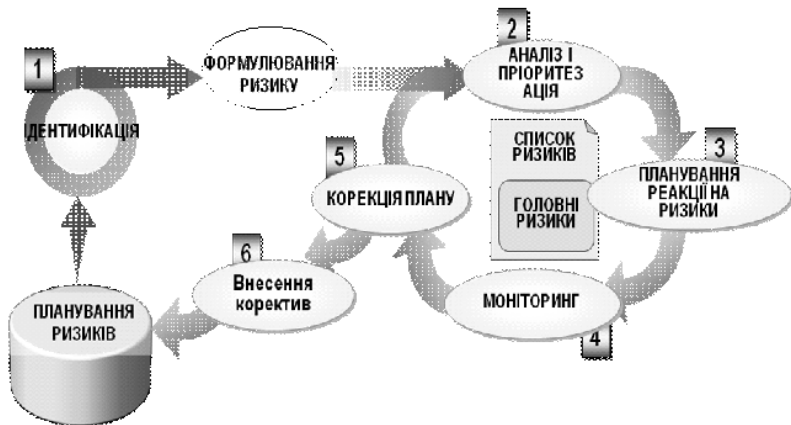 1
ІДЕНТИФІКАЦІЯ
ФОРМУЛЮВАННЯ
РИЗИКУ
2
АНАЛІЗ І
ПРІОРИТЕЗ
АЦІЯ
СПИСОК
РИЗИКІВ
ГОЛОВНІ
РИЗИКИ
3
ПЛАНУВАННЯ
РЕАКЦІЇ НА
РИЗИКИ
5
КОРЕКЦІЯ ПЛАНУ
6
Внесення
коректив
МОНІТОРИНГ
4
ПЛАНУВАННЯ
РИЗИКІВ